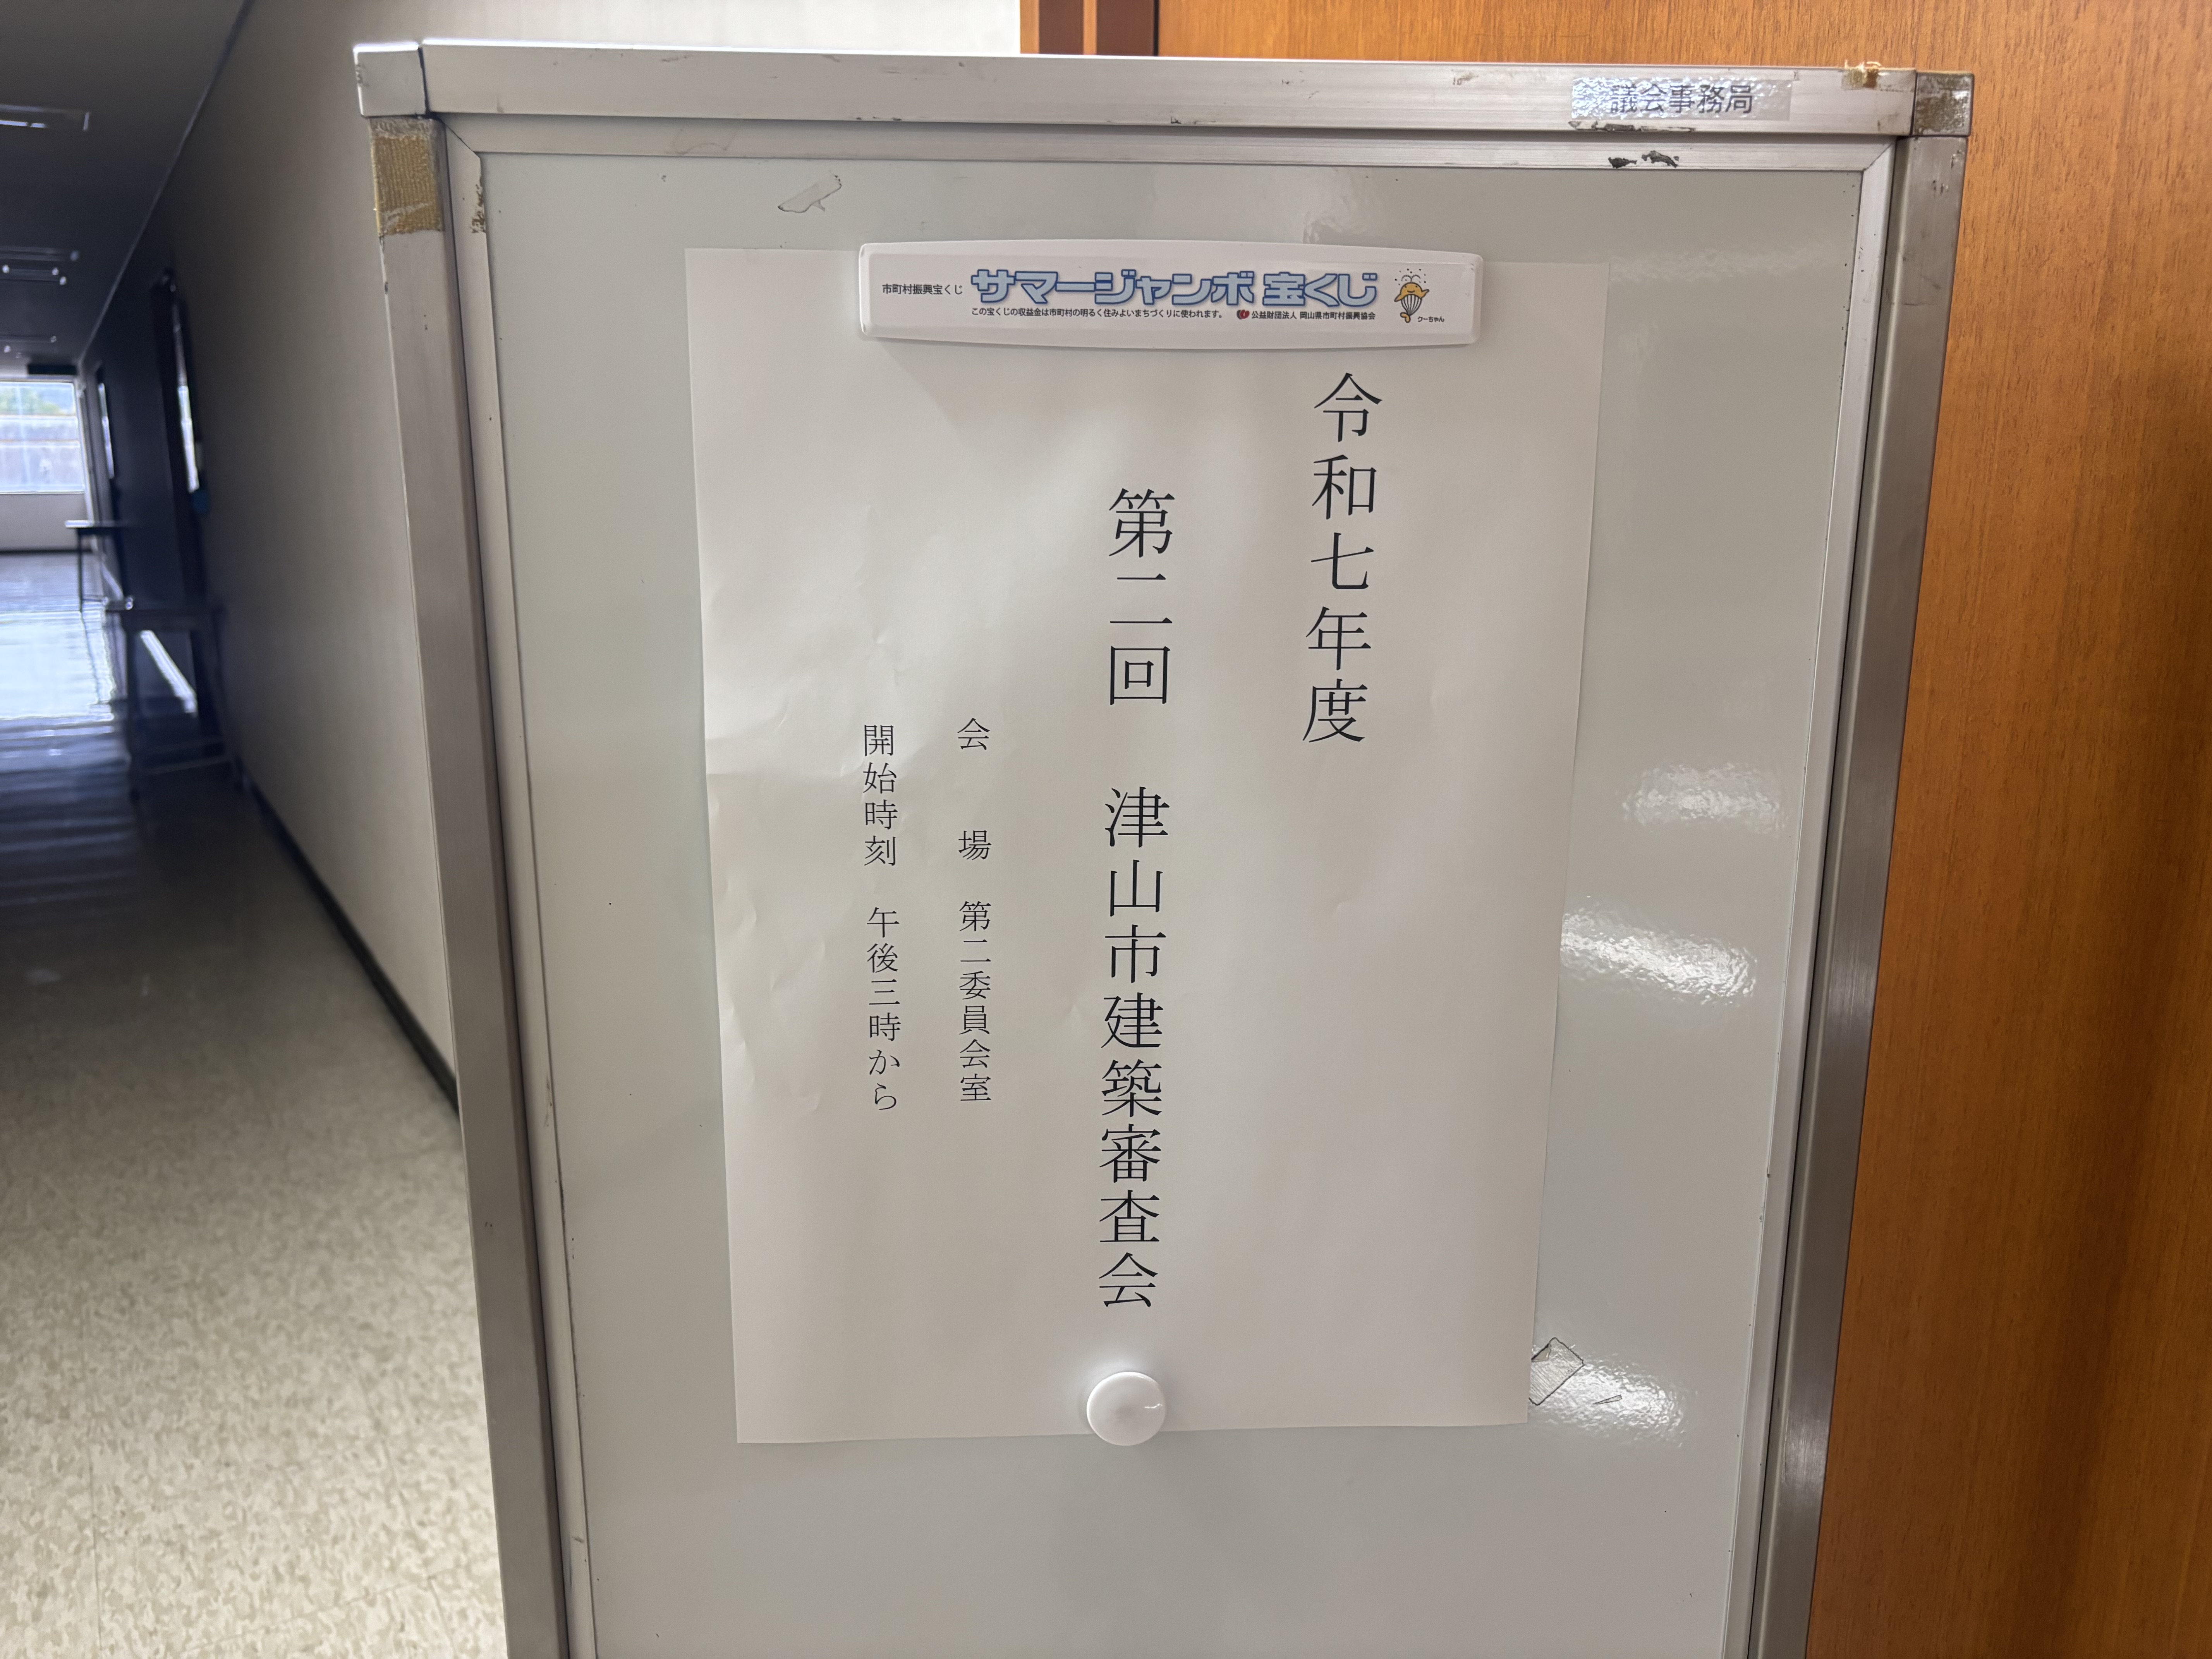 議会事務局
市町村振興宝くじ
サマージャンボ宝くじ
この宝くじの収益金は市町村の明るく住みよいまちづくりに使われます。
公益財団法人 岡山県市町村振興協会
クーちゃん
令和七年度
第二回 津山市建築審査会
会場 第二委員会室
開始時刻 午後三時から